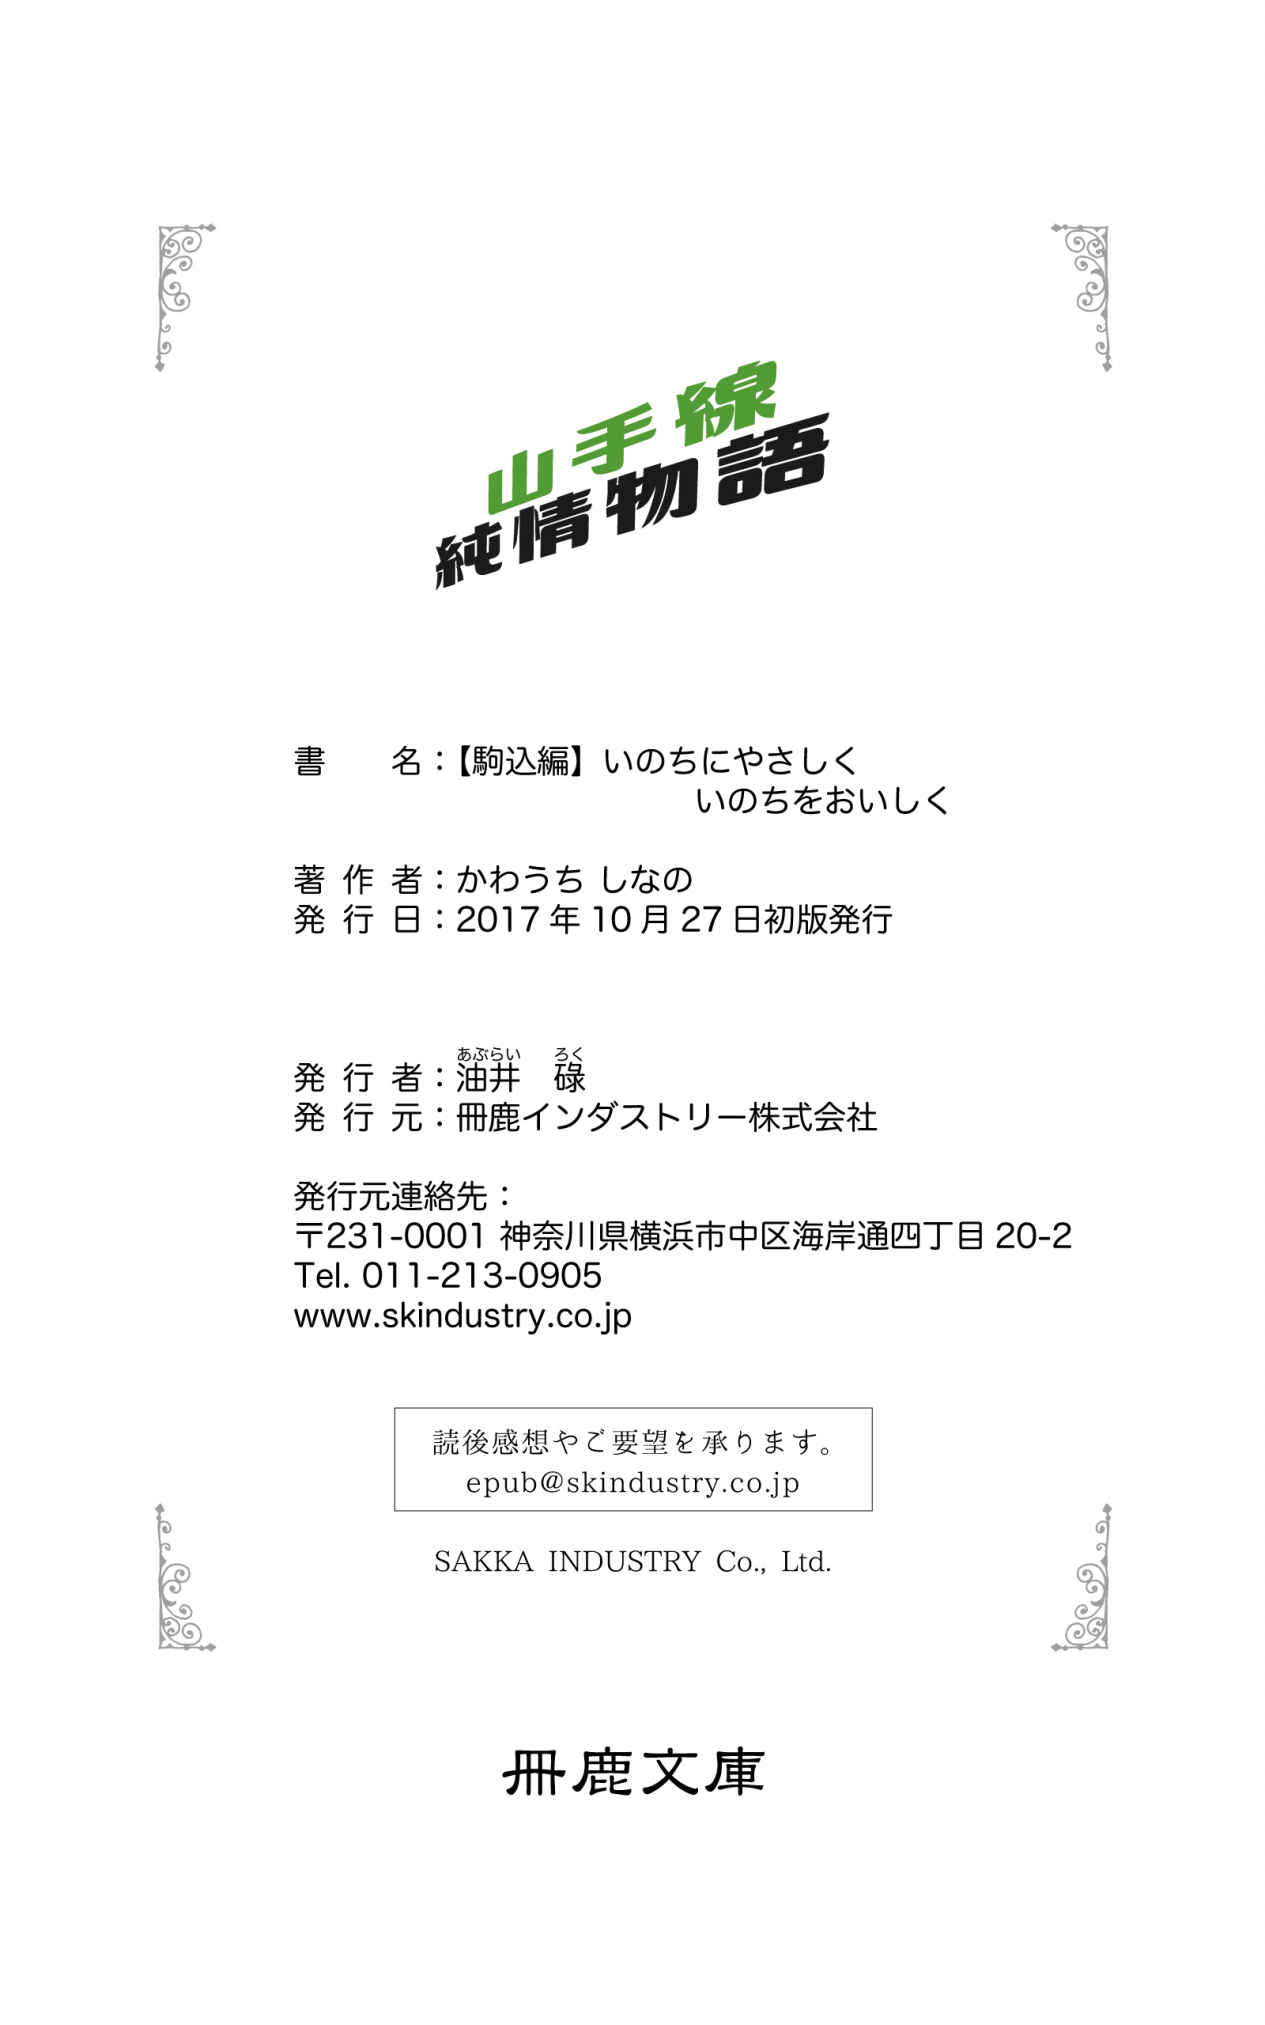 山手線
純情物語
書　　名：【駒込編】いのちにやさしく
いのちをおいしく
著 作 者：かわうち しなの
発 行 日：2017 年 10 月 27 日初版発行
あぶらい　ろく
発 行 者：油井　碌
発 行 元：冊鹿インダストリー株式会社
発行元連絡先：
〒231-0001 神奈川県横浜市中区海岸通四丁目 20-2
Tel. 011-213-0905
www.skindustry.co.jp
読後感想やご要望を承ります。
epub@skindustry.co.jp
SAKKA INDUSTRY Co., Ltd.
冊鹿文庫